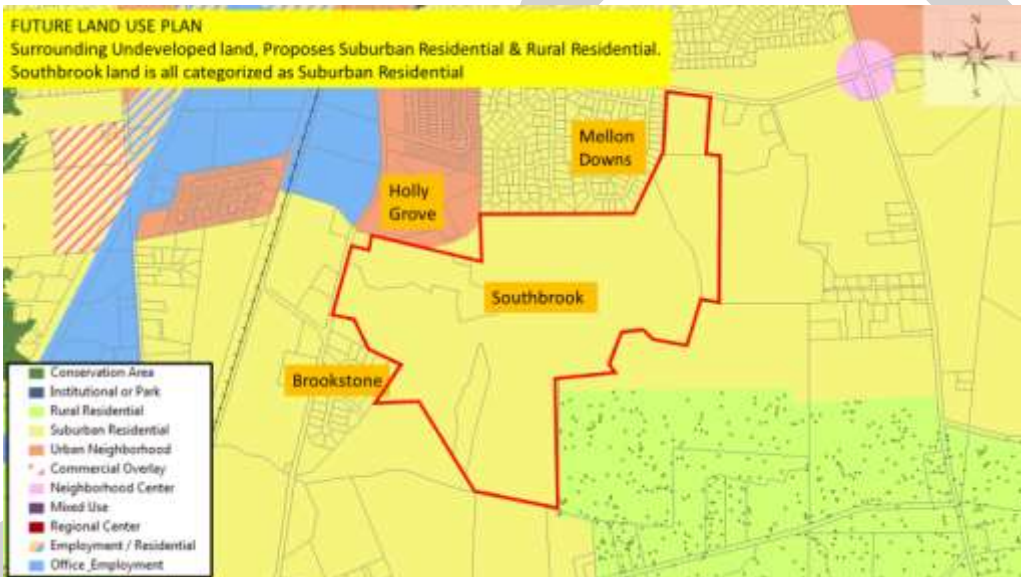 FUTURE LAND USE PLAN
Surrounding Undeveloped land, Proposes Suburban Residential & Rural Residential.
Southbrook land is all categorized as Suburban Residential
N
W E
S
Mellon
Downs
Holly
Grove
Southbrook
Brookstone
Conservation Area
Institutional or Park
Rural Residential
Suburban Residential
Urban Neighborhood
Commercial Overlay
Neighborhood Center
Mixed Use
Regional Center
Employment / Residential
Office_Employment